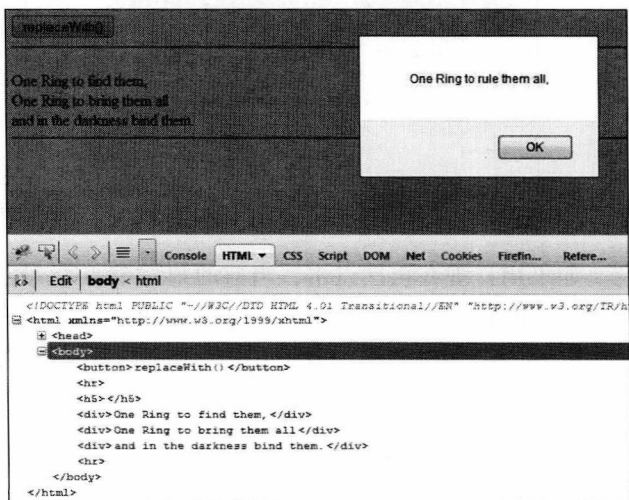 replaceWith()
One Ring to find them,
One Ring to bring them all
and in the darkness bind them.
One Ring to rule them all,
OK
Console HTML CSS Script DOM Net Cookies Firefin... Refere...
Edit body < html
<!DOCTYPE html PUBLIC "-//W3C//DTD HTML 4.01 Transitional//EN" "http://www.w3.org/TR/h
<html xmlns="http://www.w3.org/1999/xhtml">
<head>
<body>
<button>replaceWith()</button>
<hr>
<h5></h5>
<div>One Ring to find them,</div>
<div>One Ring to bring them all</div>
<div>and in the darkness bind them.</div>
<hr>
</body>
</html>